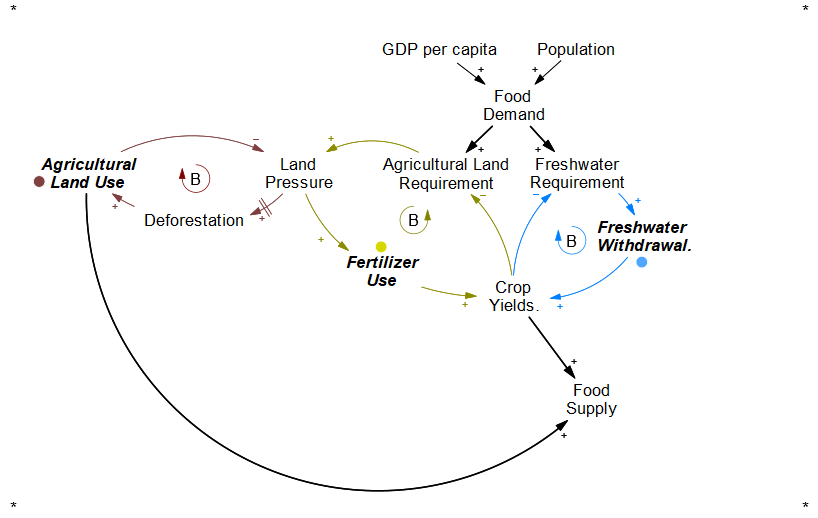 *
*
GDP per capita
Population
+
+
Food
Demand
+
+
−
+
Agricultural
Land Use
B
Land
Pressure
Agricultural Land
Requirement
Freshwater
Requirement
−
−
+
+
Deforestation
+
B
Freshwater
Withdrawal.
B
+
Fertilizer
Use
Crop
Yields.
+
+
+
Food
Supply
+
*
*